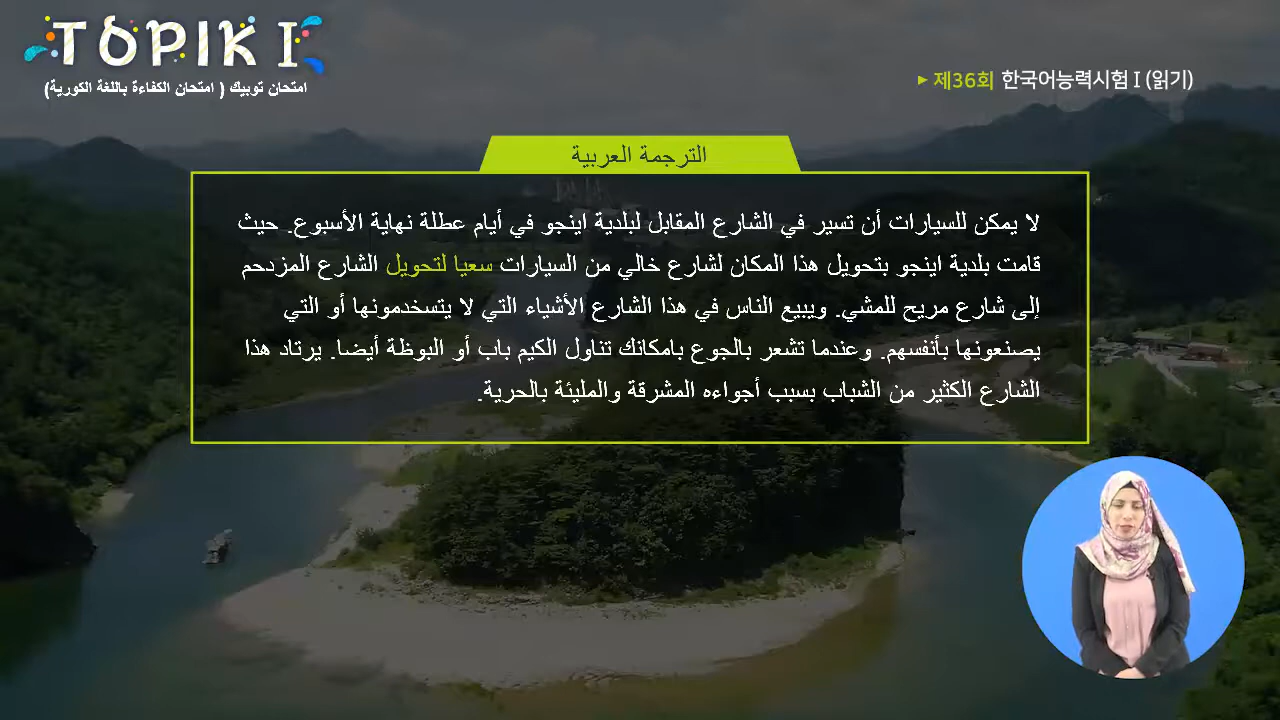 TOPIK I
امتحان توبيك ( امتحان الكفاءة باللغة الكورية)
▸ 제36회 한국어능력시험 I (읽기)
الترجمة العربية
لا يمكن للسيارات أن تسير في الشارع المقابل لبلدية اينجو في أيام عطلة نهاية الأسبوع. حيث
قامت بلدية اينجو بتحويل هذا المكان لشارع خالي من السيارات سعيا لتحويل الشارع المزدحم
إلى شارع مريح للمشي. ويبيع الناس في هذا الشارع الأشياء التي لا يتسخدمونها أو التي
يصنعونها بأنفسهم. وعندما تشعر بالجوع بامكانك تناول الكيم باب أو البوظة أيضا. يرتاد هذا
الشارع الكثير من الشباب بسبب أجواءه المشرقة والمليئة بالحرية.